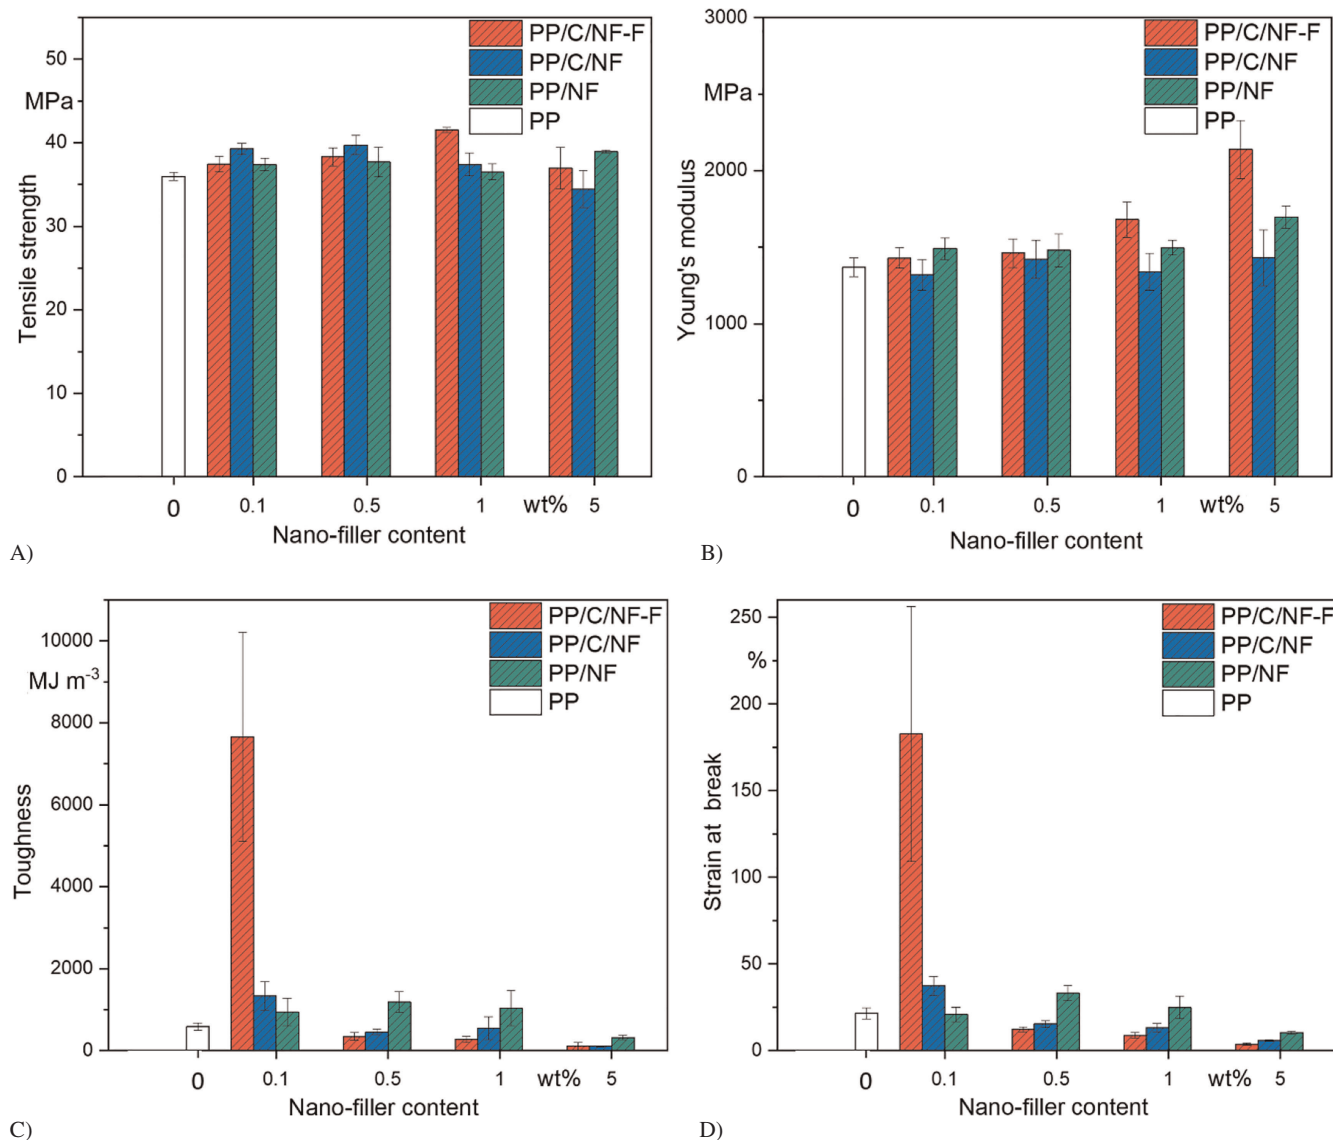 50
MPa
40
30
20
10
0
Tensile strength
PP/C/NF-F
PP/C/NF
PP/NF
PP
0 0.1 0.5 1 wt% 5
Nano-filler content
A)
3000
MPa
2000
1000
0
Young's modulus
PP/C/NF-F
PP/C/NF
PP/NF
PP
0 0.1 0.5 1 wt% 5
Nano-filler content
B)
10000
MJ m⁻³
8000
6000
4000
2000
0
Toughness
PP/C/NF-F
PP/C/NF
PP/NF
PP
0 0.1 0.5 1 wt% 5
Nano-filler content
C)
250
%
200
150
100
50
0
Strain at break
PP/C/NF-F
PP/C/NF
PP/NF
PP
0 0.1 0.5 1 wt% 5
Nano-filler content
D)